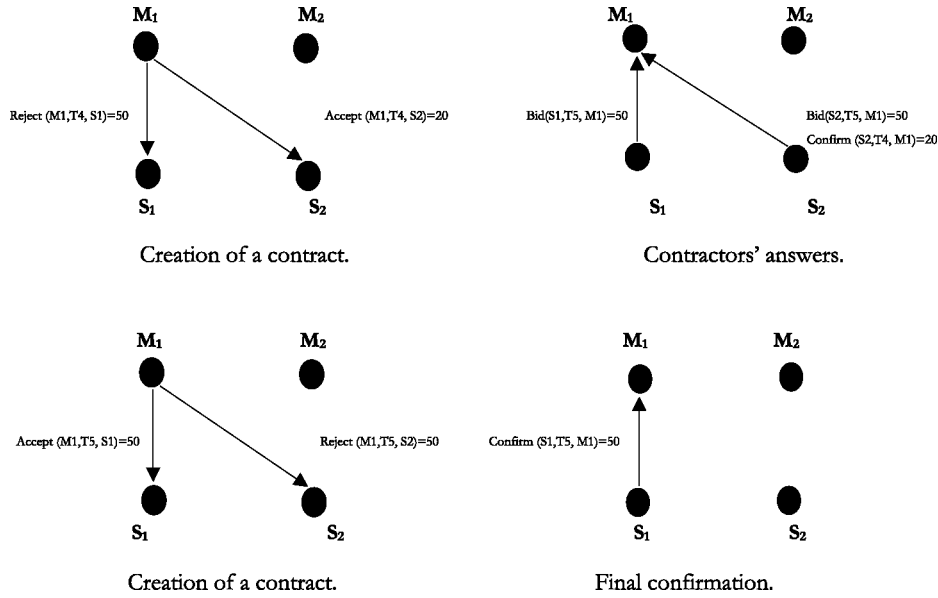 M₁ M₂
Reject (M1,T4, S1)=50 Accept (M1,T4, S2)=20
S₁ S₂
Creation of a contract.
M₁ M₂
Bid(S1,T5, M1)=50 Bid(S2,T5, M1)=50
Confirm (S2,T4, M1)=20
S₁ S₂
Contractors’ answers.
M₁ M₂
Accept (M1,T5, S1)=50 Reject (M1,T5, S2)=50
S₁ S₂
Creation of a contract.
M₁ M₂
Confirm (S1,T5, M1)=50
S₁ S₂
Final confirmation.